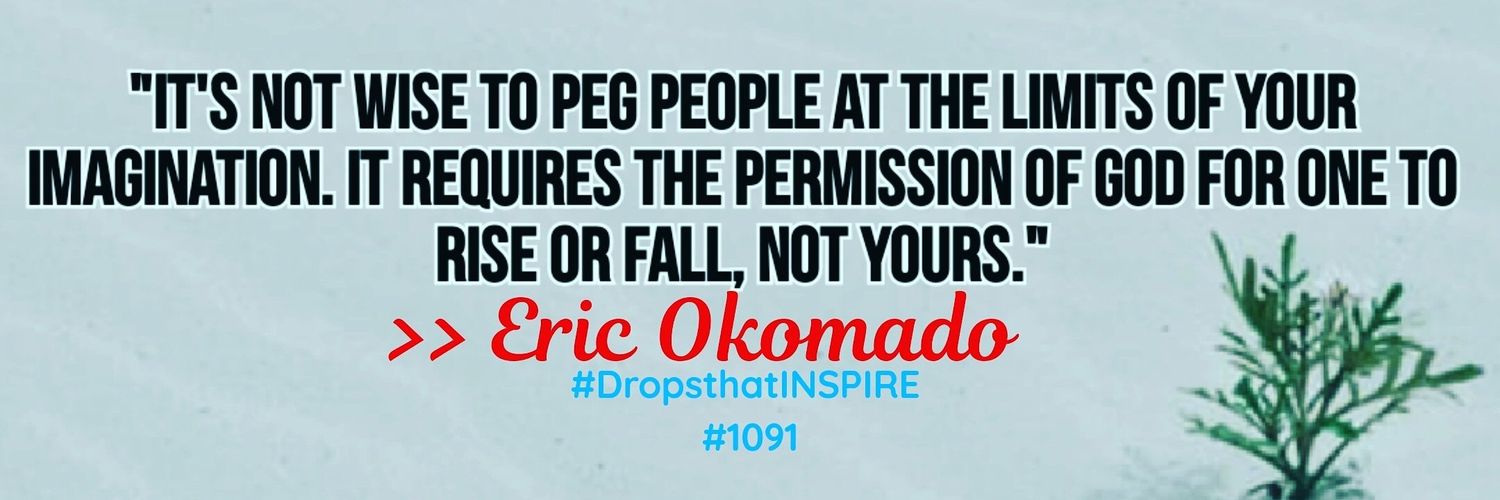 "IT'S NOT WISE TO PEG PEOPLE AT THE LIMITS OF YOUR
IMAGINATION. IT REQUIRES THE PERMISSION OF GOD FOR ONE TO
RISE OR FALL, NOT YOURS."
>> Eric Okomado
#DropsthatINSPIRE
#1091